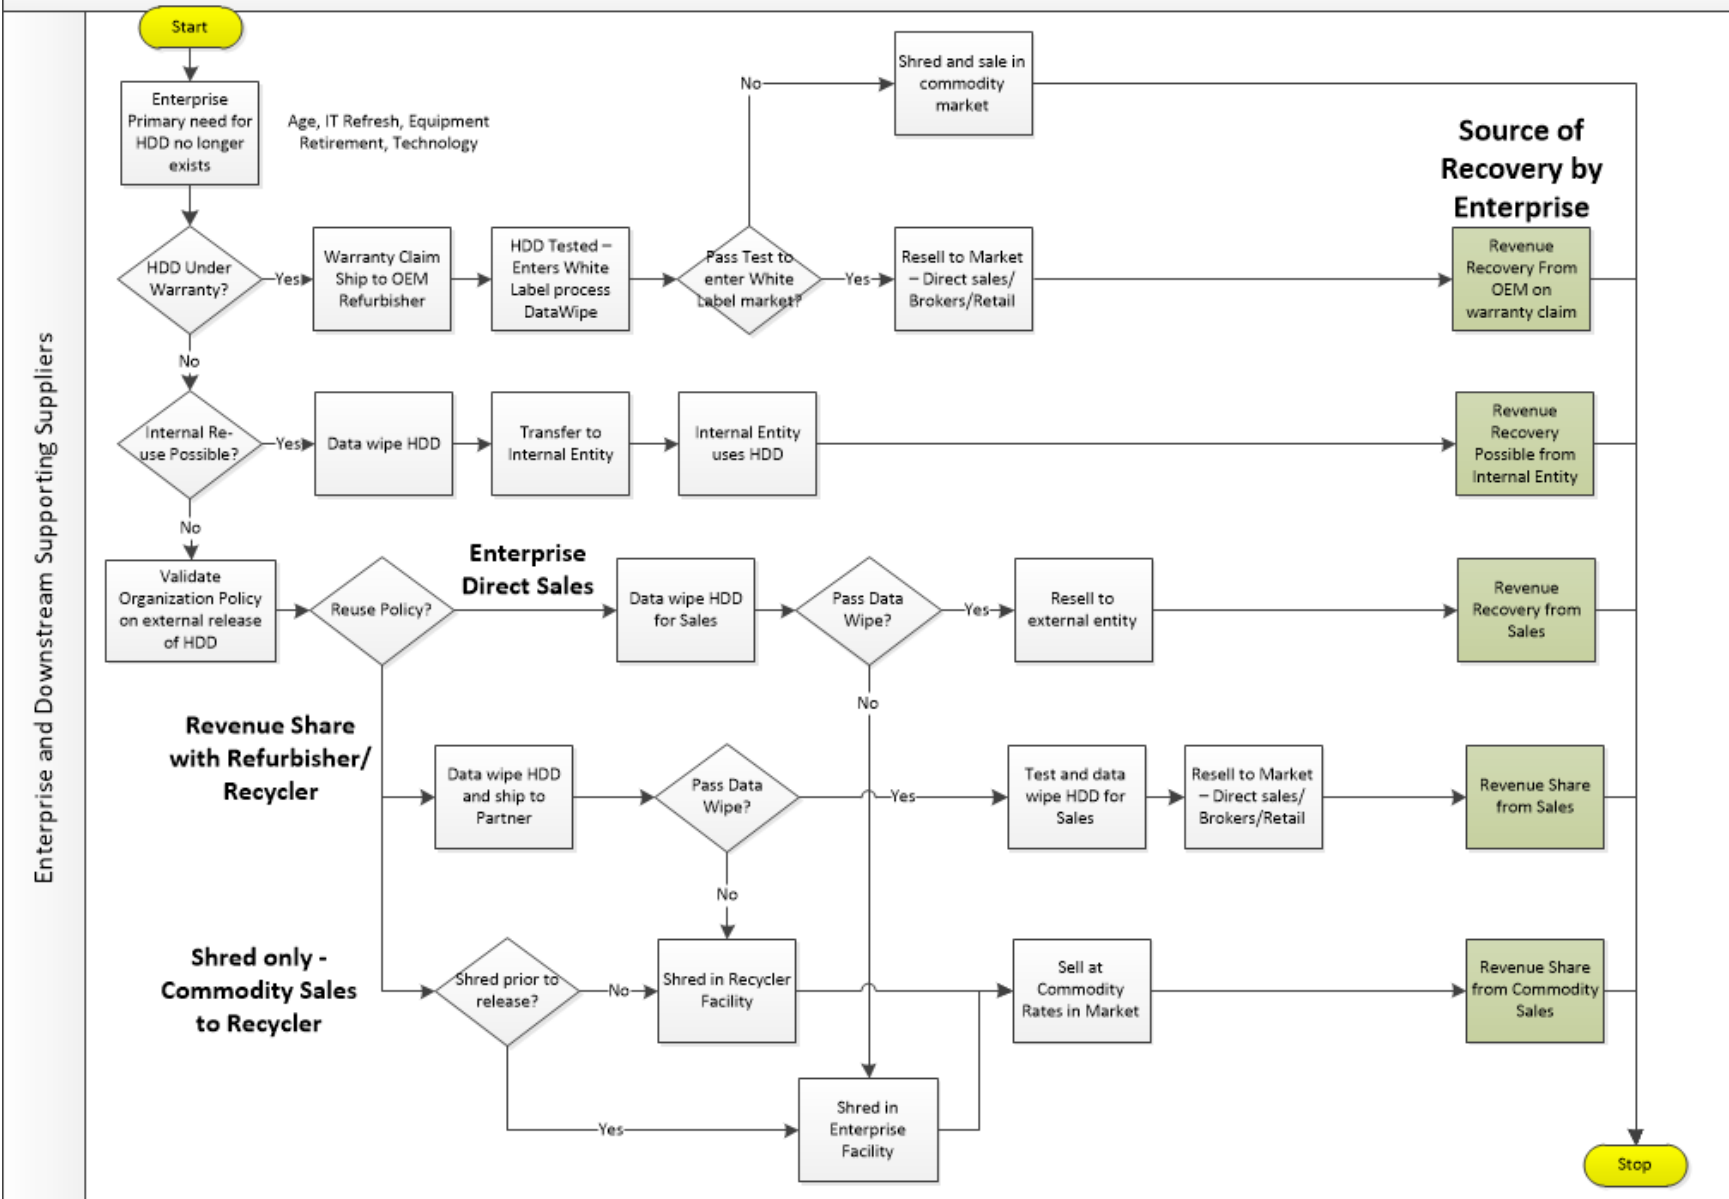 Start
Enterprise
Primary need for
HDD no longer
exists
Age, IT Refresh, Equipment
Retirement, Technology
No
Shred and sale in
commodity
market
Source of
Recovery by
Enterprise
HDD Under
Warranty?
Yes
Warranty Claim
Ship to OEM
Refurbisher
HDD Tested –
Enters White
Label process
DataWipe
Pass Test to
enter White
Label market?
Yes
Resell to Market
– Direct sales/
Brokers/Retail
Revenue
Recovery From
OEM on
warranty claim
No
Internal Re-
use Possible?
Yes
Data wipe HDD
Transfer to
Internal Entity
Internal Entity
uses HDD
Revenue
Recovery
Possible from
Internal Entity
No
Validate
Organization Policy
on external release
of HDD
Reuse Policy?
Enterprise
Direct Sales
Data wipe HDD
for Sales
Pass Data
Wipe?
Yes
Resell to
external entity
Revenue
Recovery from
Sales
No
Revenue Share
with Refurbisher/
Recycler
Data wipe HDD
and ship to
Partner
Pass Data
Wipe?
Yes
Test and data
wipe HDD for
Sales
Resell to Market
– Direct sales/
Brokers/Retail
Revenue Share
from Sales
No
Shred only -
Commodity Sales
to Recycler
Shred prior to
release?
No
Shred in Recycler
Facility
Sell at
Commodity
Rates in Market
Revenue Share
from Commodity
Sales
Yes
Shred in
Enterprise
Facility
Stop
Enterprise and Downstream Supporting Suppliers